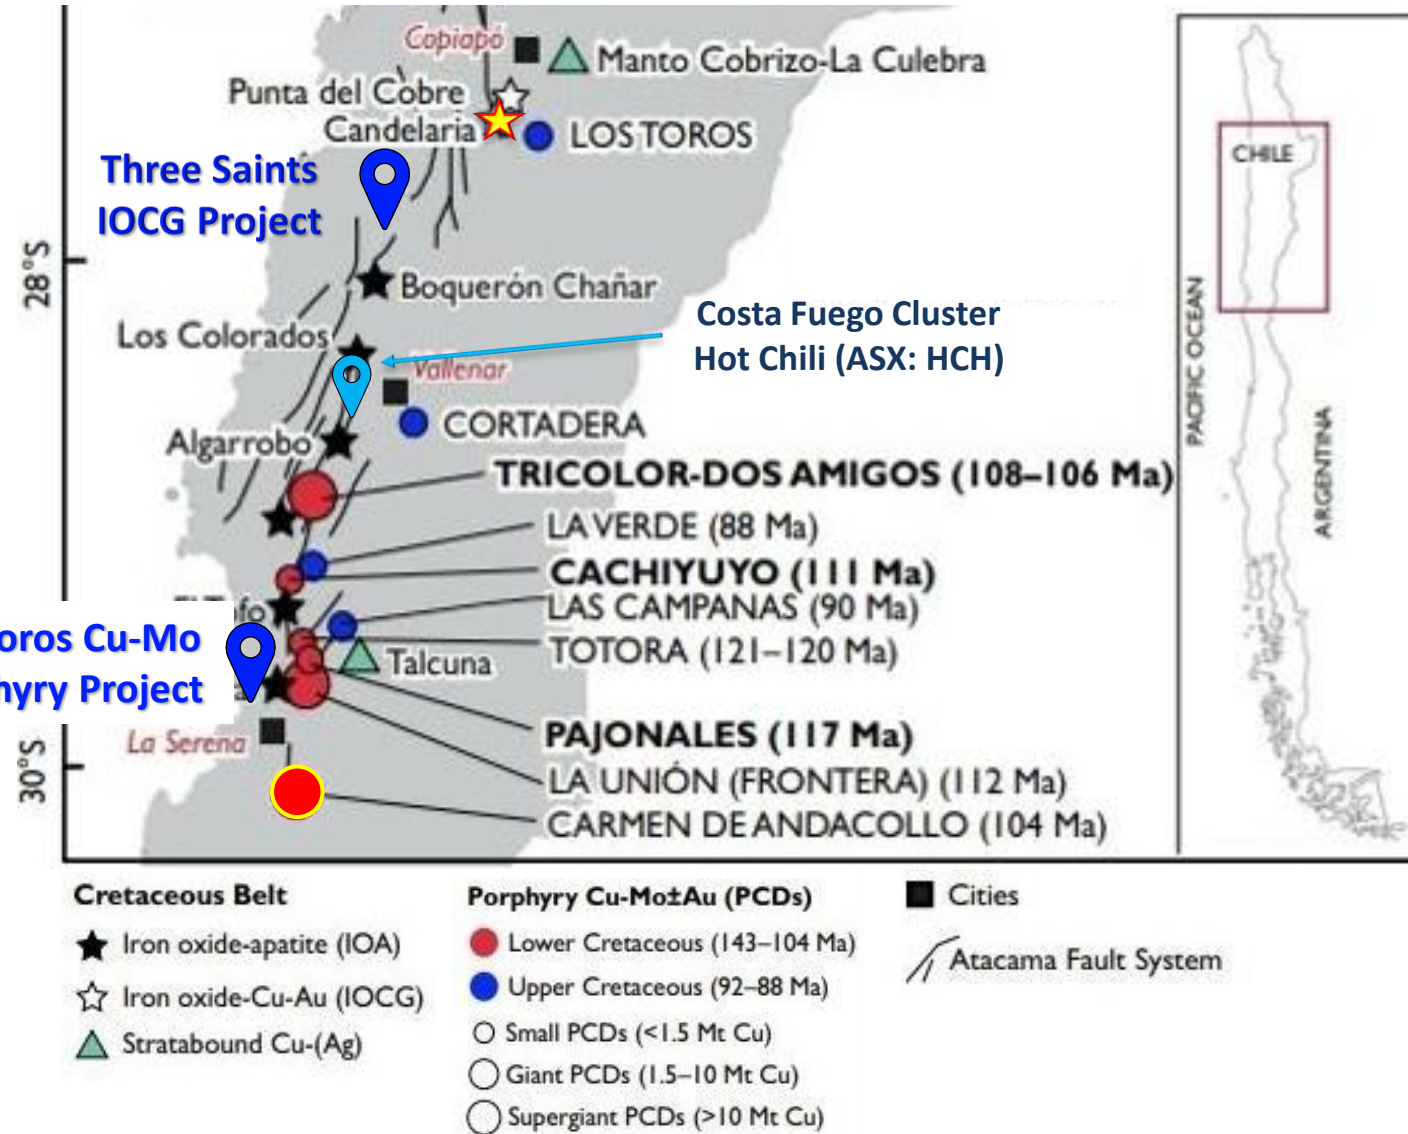 Copiapó
Manto Cobrizo-La Culebra
Punta del Cobre
Candelaria
LOS TOROS
Three Saints
IOCG Project
28°S
Boquerón Chañar
Los Colorados
Costa Fuego Cluster
Hot Chili (ASX: HCH)
Vallenar
CORTADERA
Algarrobo
TRICOLOR-DOS AMIGOS (108–106 Ma)
LA VERDE (88 Ma)
CACHIYUYO (111 Ma)
LAS CAMPANAS (90 Ma)
TOTORA (121–120 Ma)
oros Cu-Mo
hyry Project
Talcuna
PAJONALES (117 Ma)
La Serena
30°S
LA UNIÓN (FRONTERA) (112 Ma)
CARMEN DE ANDACOLLO (104 Ma)
CHILE
PACIFIC OCEAN
ARGENTINA
Cretaceous Belt
Iron oxide-apatite (IOA)
Iron oxide-Cu-Au (IOCG)
Stratabound Cu-(Ag)
Porphyry Cu-Mo±Au (PCDs)
Lower Cretaceous (143–104 Ma)
Upper Cretaceous (92–88 Ma)
Small PCDs (<1.5 Mt Cu)
Giant PCDs (1.5–10 Mt Cu)
Supergiant PCDs (>10 Mt Cu)
Cities
Atacama Fault System